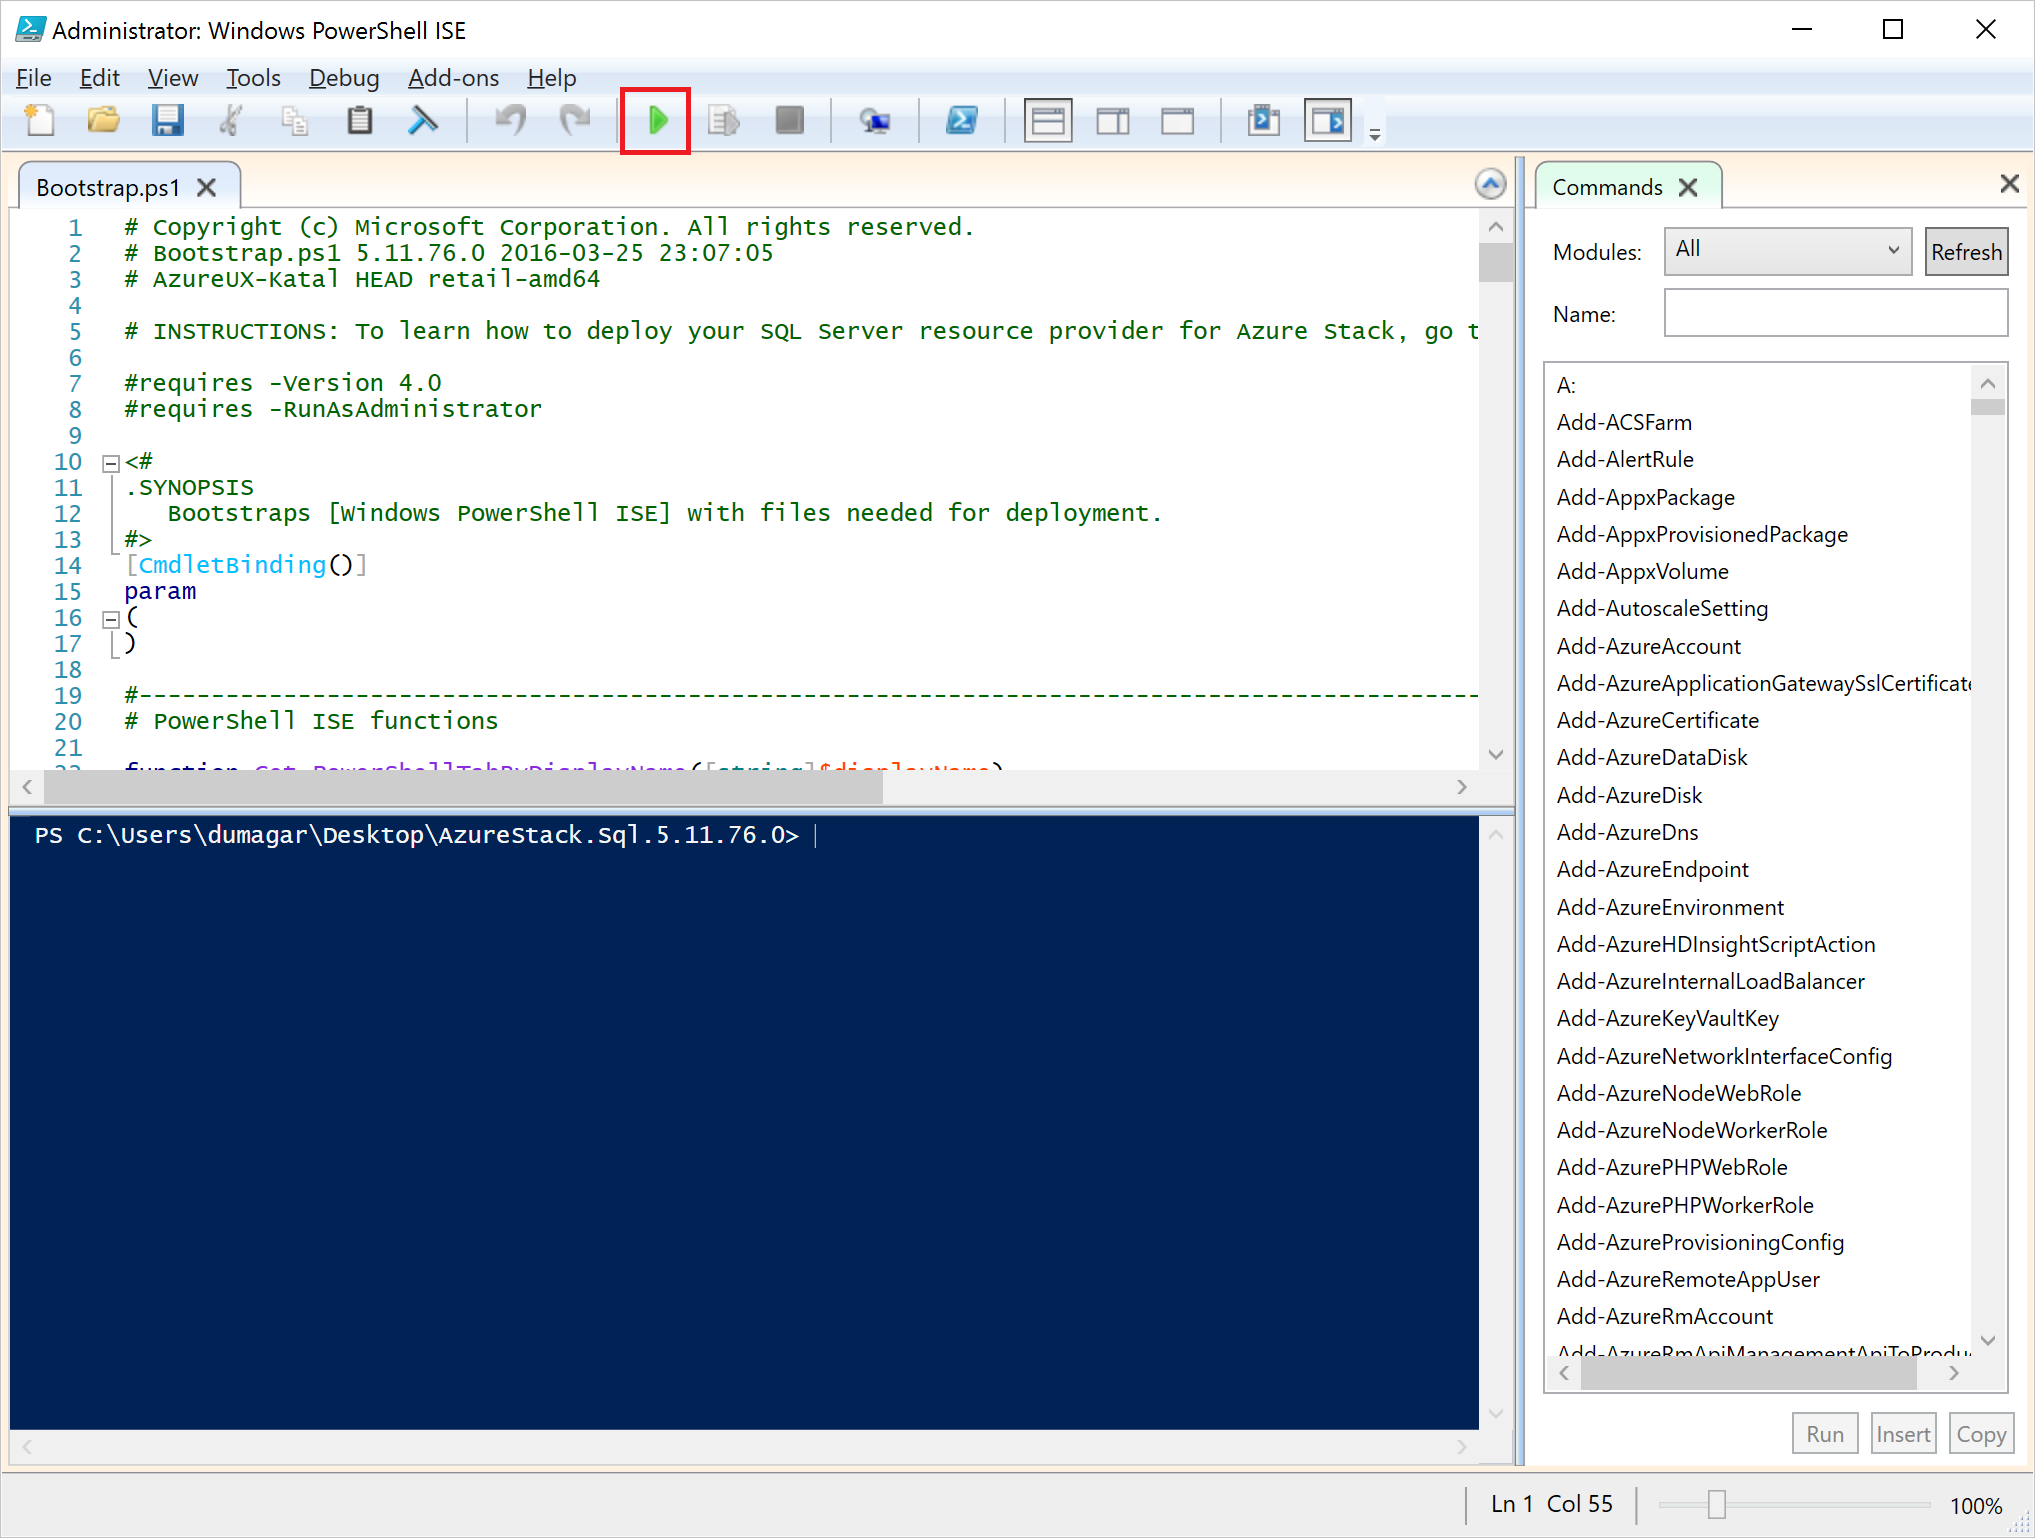 Administrator: Windows PowerShell ISE
File Edit View Tools Debug Add-ons Help
Bootstrap.ps1
1 # Copyright (c) Microsoft Corporation. All rights reserved.
2 # Bootstrap.ps1 5.11.76.0 2016-03-25 23:07:05
3 # AzureUX-Katal HEAD retail-amd64
4
5 # INSTRUCTIONS: To learn how to deploy your SQL Server resource provider for Azure Stack, go t
6
7 #requires -Version 4.0
8 #requires -RunAsAdministrator
9
10 <#
11 .SYNOPSIS
12 Bootstraps [Windows PowerShell ISE] with files needed for deployment.
13 #>
14 [CmdletBinding()]
15 param
16 (
17 )
18
19 #---------------------------------------------------------------------------------------------
20 # PowerShell ISE functions
21
22 function Get-PowerShellTabByDisplayName([string]$displayName)
PS C:\Users\dumagar\Desktop\AzureStack.Sql.5.11.76.0>
Commands
Modules: All Refresh
Name:
A:
Add-ACSFarm
Add-AlertRule
Add-AppxPackage
Add-AppxProvisionedPackage
Add-AppxVolume
Add-AutoscaleSetting
Add-AzureAccount
Add-AzureApplicationGatewaySslCertificate
Add-AzureCertificate
Add-AzureDataDisk
Add-AzureDisk
Add-AzureDns
Add-AzureEndpoint
Add-AzureEnvironment
Add-AzureHDInsightScriptAction
Add-AzureInternalLoadBalancer
Add-AzureKeyVaultKey
Add-AzureNetworkInterfaceConfig
Add-AzureNodeWebRole
Add-AzureNodeWorkerRole
Add-AzurePHPWebRole
Add-AzurePHPWorkerRole
Add-AzureProvisioningConfig
Add-AzureRemoteAppUser
Add-AzureRmAccount
Add-AzureRmApiManagementApiToProdu
Run Insert Copy
Ln 1 Col 55 100%